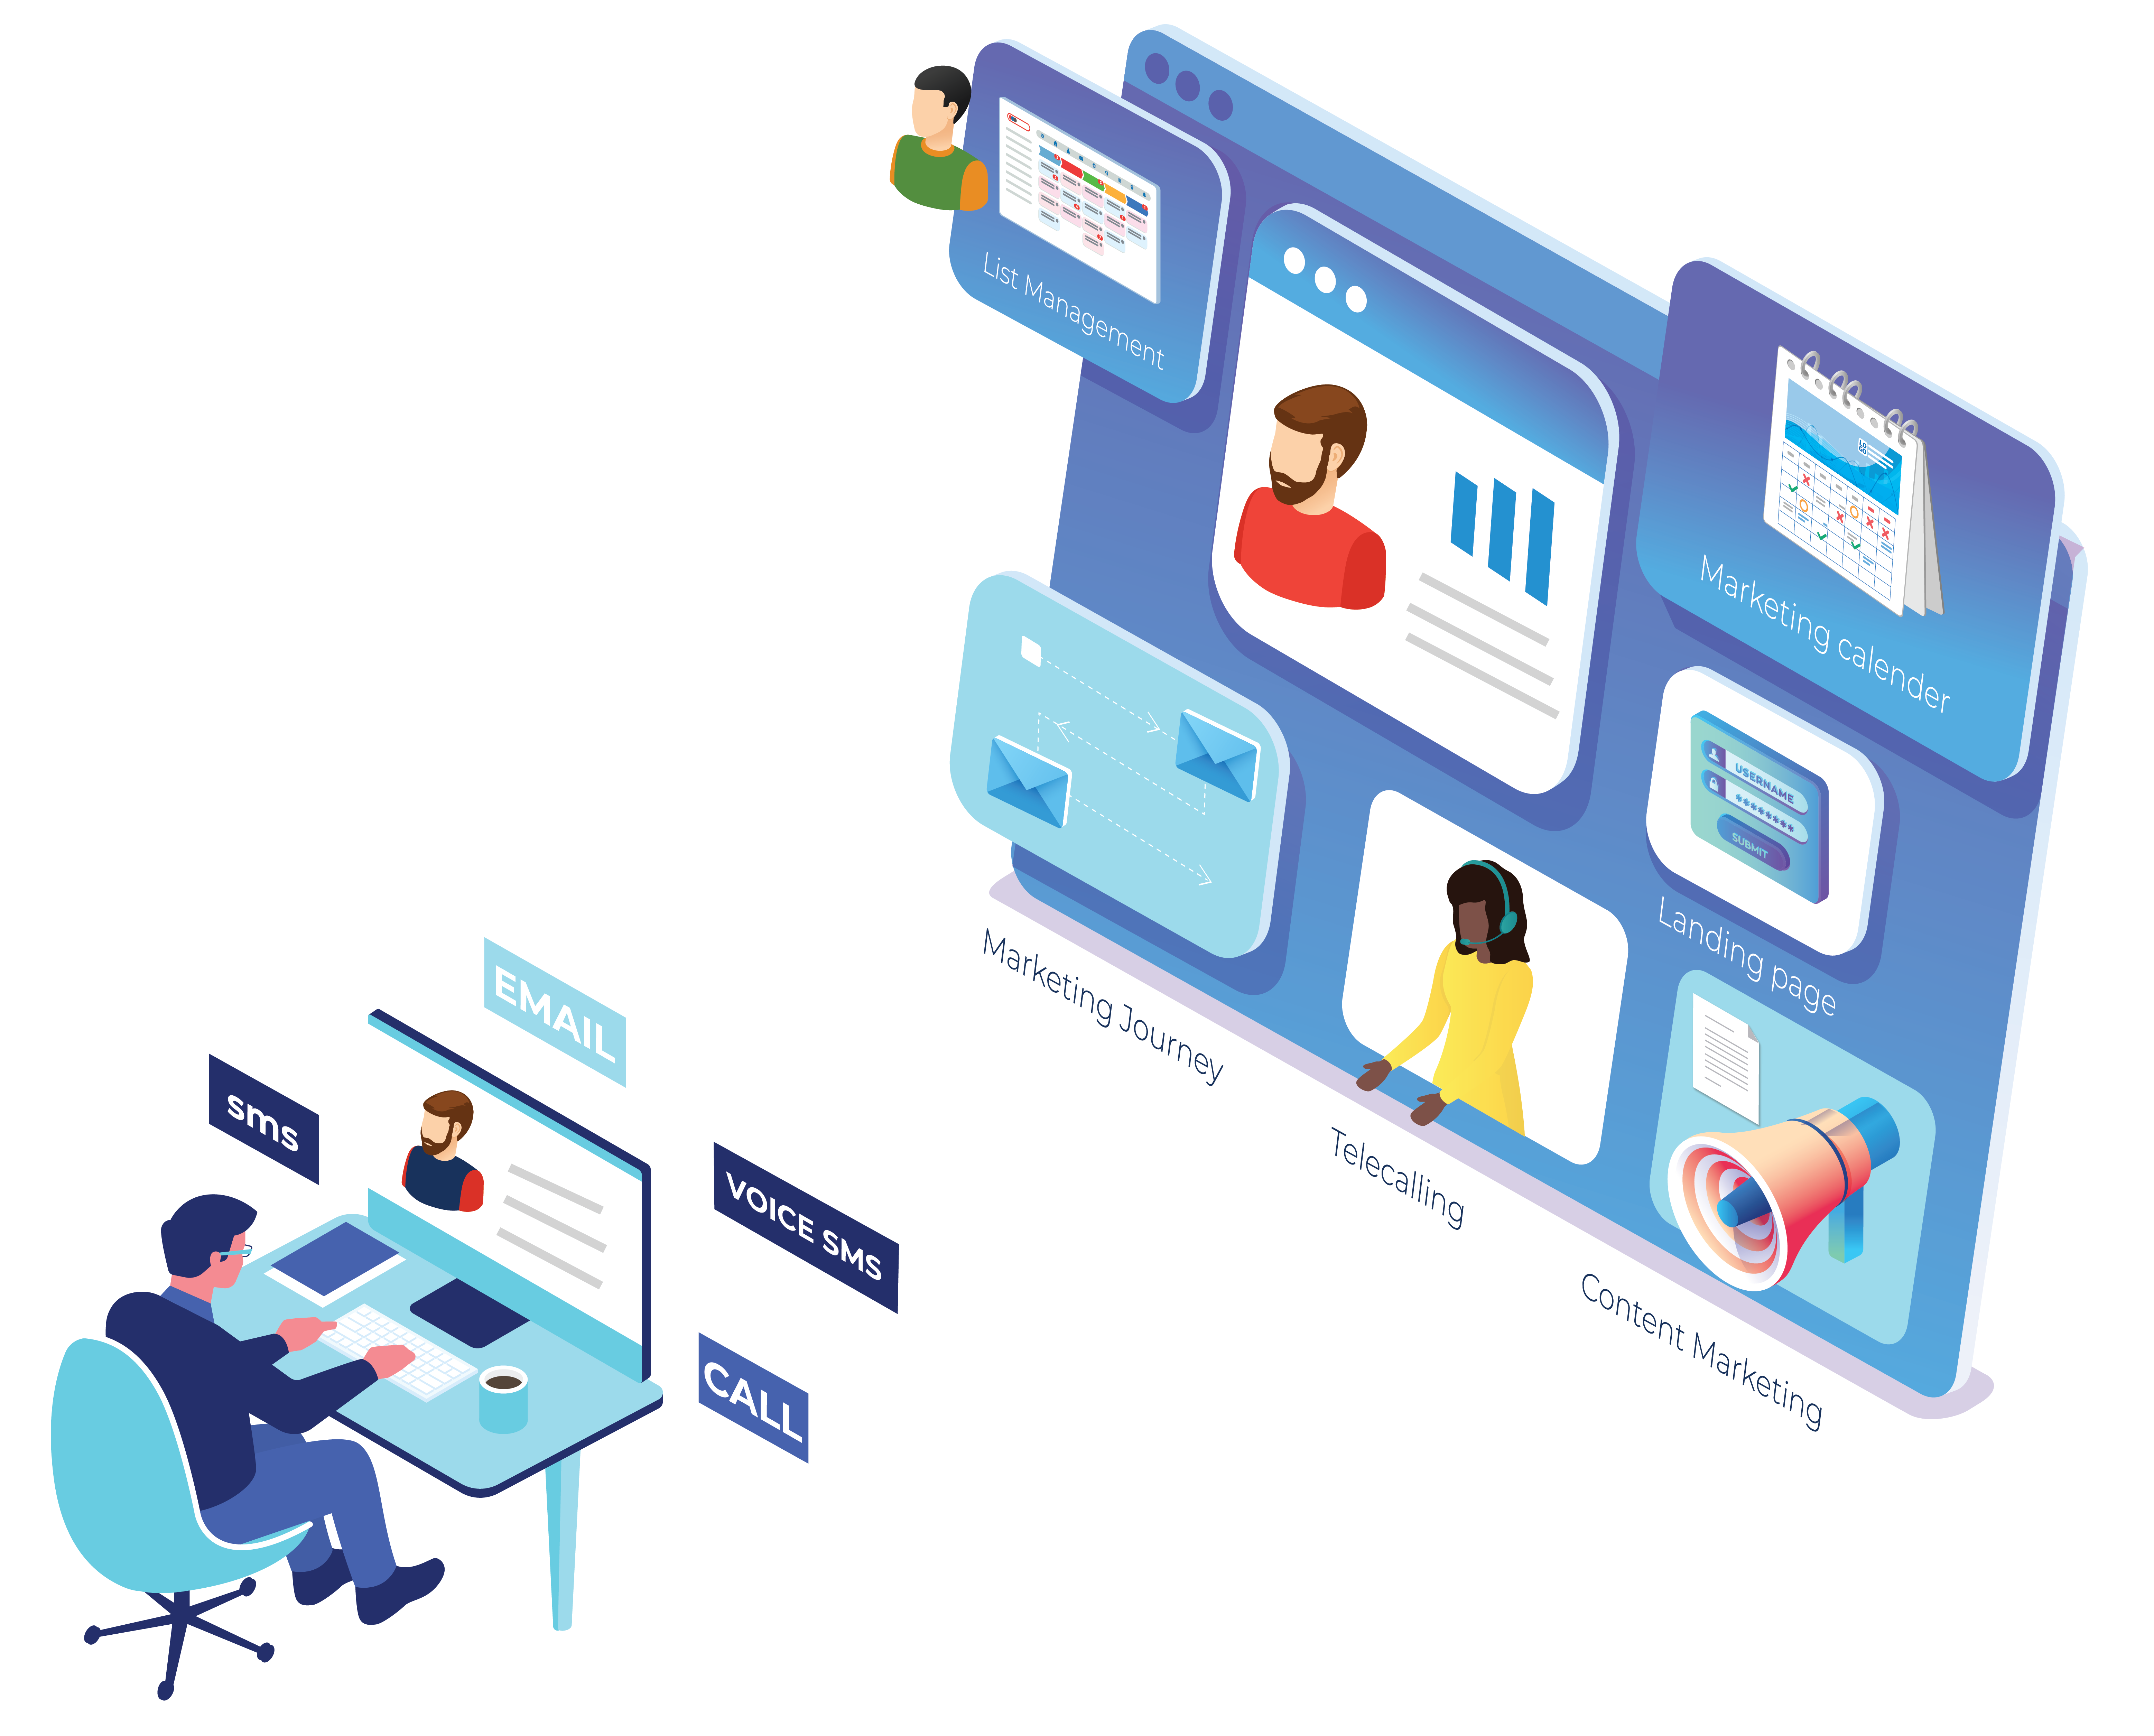 List Management
Marketing calender
USERNAME
********
SUBMIT
Landing page
Marketing Journey
Telecalling
Content Marketing
EMAIL
sms
VOICE SMS
CALL